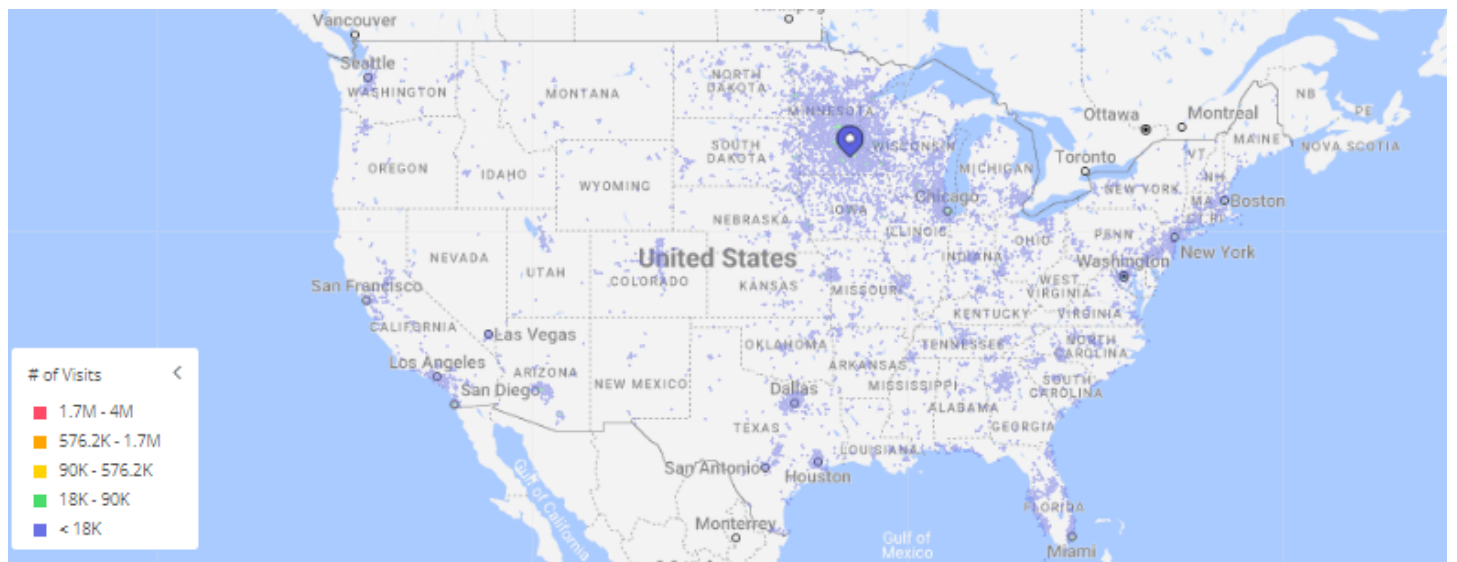 Vancouver
Seattle
WASHINGTON
MONTANA
NORTH
DAKOTA
MINNESOTA
Ottawa
Montreal
NB
PE
MAINE
NOVA SCOTIA
OREGON
IDAHO
WYOMING
SOUTH
DAKOTA
WISCONSIN
MICHIGAN
Toronto
VT
NH
NEW YORK
MA
Boston
CT RI
NEBRASKA
IOWA
Chicago
ILLINOIS
INDIANA
OHIO
PENN
New York
NEVADA
UTAH
COLORADO
United States
KANSAS
MISSOURI
WEST
VIRGINIA
Washington
San Francisco
CALIFORNIA
Las Vegas
KENTUCKY
VIRGINIA
Los Angeles
ARIZONA
NEW MEXICO
OKLAHOMA
ARKANSAS
TENNESSEE
NORTH
CAROLINA
San Diego
Dallas
MISSISSIPPI
SOUTH
CAROLINA
ALABAMA
TEXAS
GEORGIA
LOUISIANA
San Antonio
Houston
Gulf of California
Monterrey
Gulf of
Mexico
FLORIDA
Miami
# of Visits
<
1.7M - 4M
576.2K - 1.7M
90K - 576.2K
18K - 90K
< 18K